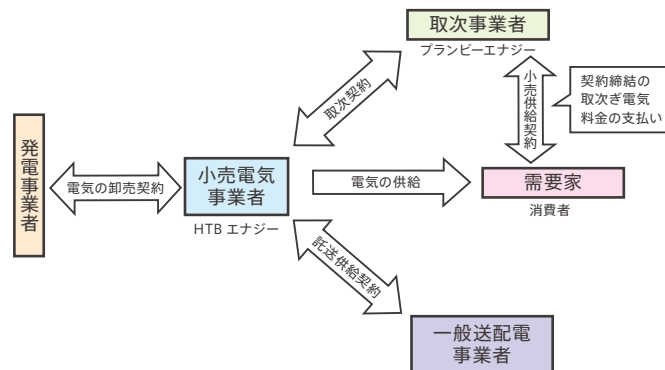 取次事業者
プランビーエナジー
取次契約
小売供給契約
契約締結の
取次ぎ電気
料金の支払い
発電事業者
電気の卸売契約
小売電気
事業者
HTB エナジー
電気の供給
需要家
消費者
託送供給契約
一般送配電
事業者